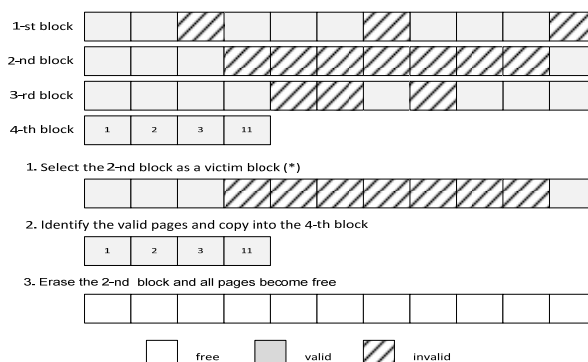 1-st block
2-nd block
3-rd block
4-th block 1 2 3 11
1. Select the 2-nd block as a victim block (*)
2. Identify the valid pages and copy into the 4-th block
1 2 3 11
3. Erase the 2-nd block and all pages become free
free valid invalid